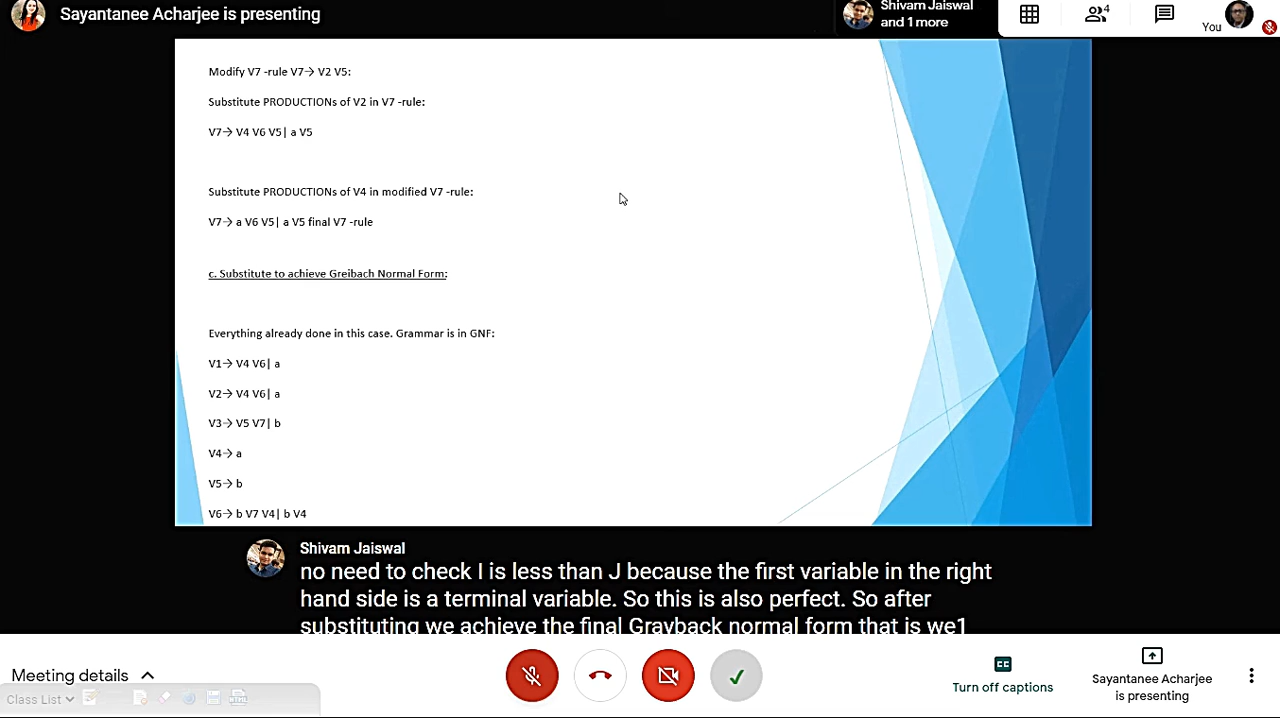 Sayantanee Acharjee is presenting
Shivam Jaiswal
and 1 more
4
You
Modify V7 -rule V7→ V2 V5:
Substitute PRODUCTIONs of V2 in V7 -rule:
V7→ V4 V6 V5| a V5
Substitute PRODUCTIONs of V4 in modified V7 -rule:
V7→ a V6 V5| a V5 final V7 -rule
c. Substitute to achieve Greibach Normal Form:
Everything already done in this case. Grammar is in GNF:
V1→ V4 V6| a
V2→ V4 V6| a
V3→ V5 V7| b
V4→ a
V5→ b
V6→ b V7 V4| b V4
Shivam Jaiswal
no need to check I is less than J because the first variable in the right
hand side is a terminal variable. So this is also perfect. So after
substituting we achieve the final Grayback normal form that is we1
Meeting details
Class List
CC
Turn off captions
Sayantanee Acharjee
is presenting